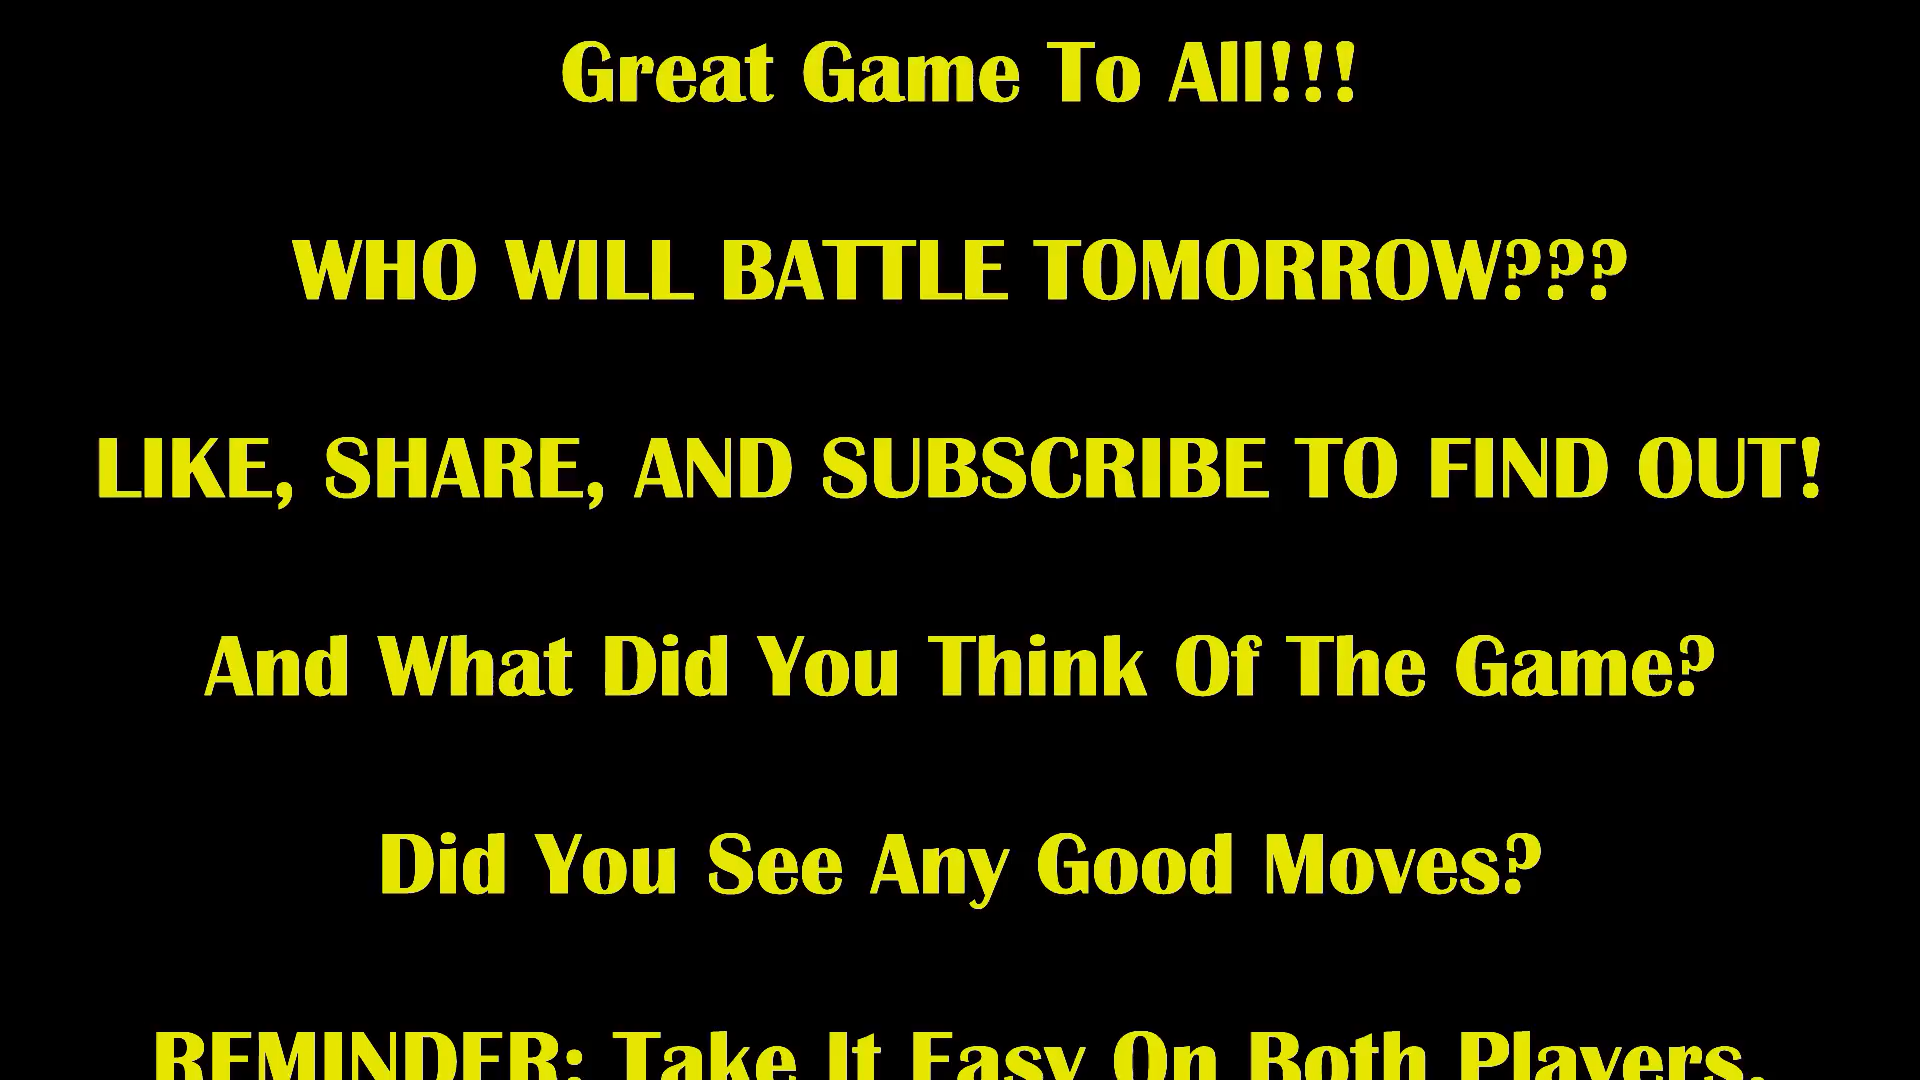 Great Game To All!!!
WHO WILL BATTLE TOMORROW???
LIKE, SHARE, AND SUBSCRIBE TO FIND OUT!
And What Did You Think Of The Game?
Did You See Any Good Moves?
REMINDER: Take It Easy On Both Players.